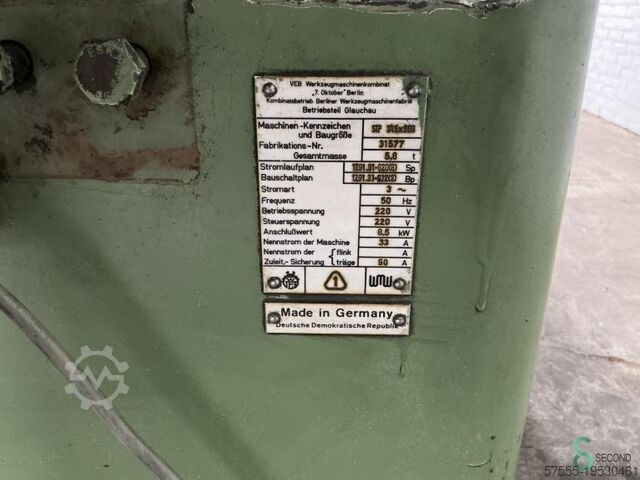 VEB Werkzeugmaschinenkombinat
„7. Oktober" Berlin
Kombinatsbetrieb Berliner Werkzeugmaschinenfabrik
Betriebsteil Glauchau
Maschinen-Kennzeichen und Baugröße SIP 315x
Fabrikations-Nr. 31577
Gesamtmasse 5,8 t
Stromlaufplan Sp
Bauschaltplan Bp
Stromart 3 ~
Frequenz 50 Hz
Betriebsspannung 220 V
Steuerspannung 220 V
Anschlußwert 8,5 kW
Nennstrom der Maschine 33 A
Nennstrom der { flink A
Zuleit.- Sicherung träge 50 A
WMW
Made in Germany
Deutsche Demokratische Republik
SECOND
57555-19530461